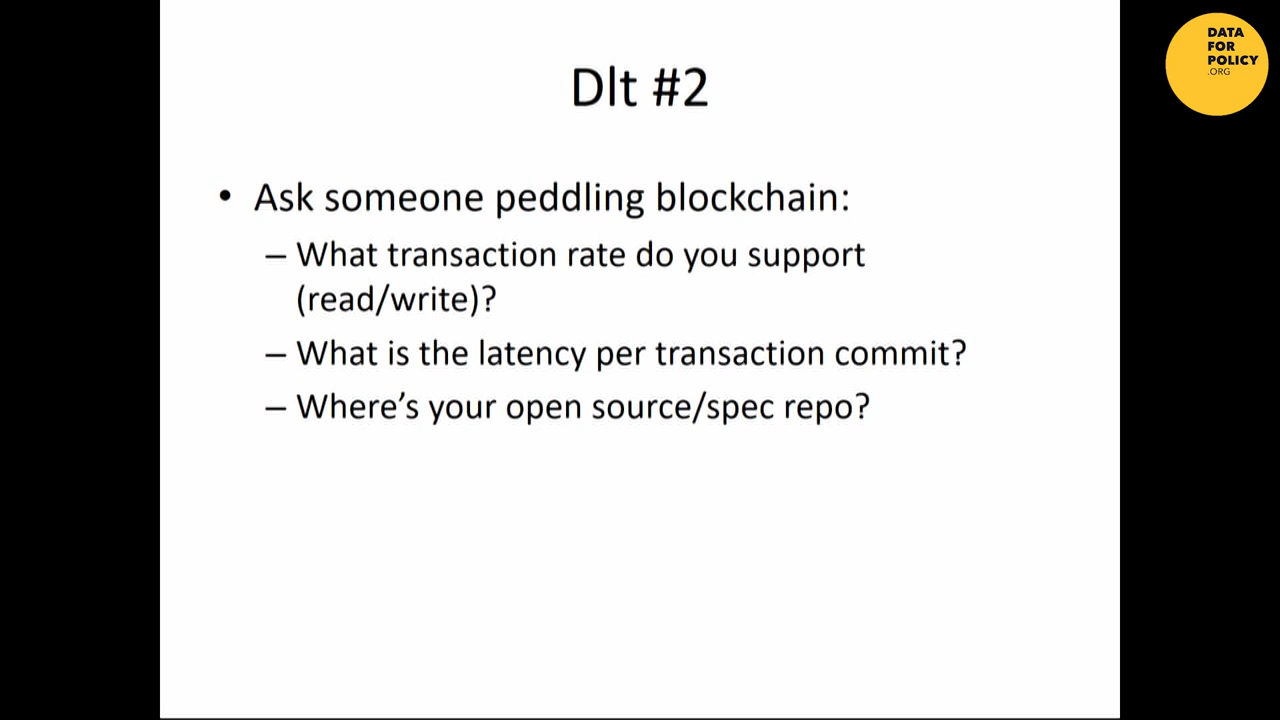 Dlt #2
• Ask someone peddling blockchain:
– What transaction rate do you support
(read/write)?
– What is the latency per transaction commit?
– Where’s your open source/spec repo?
DATA
FOR
POLICY
.ORG